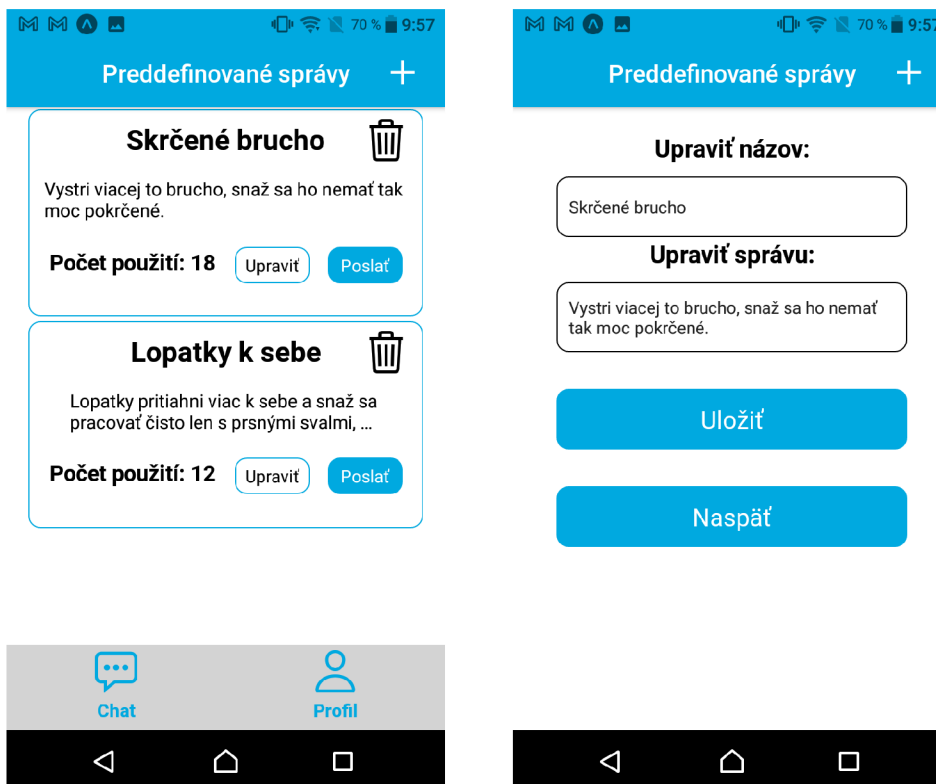 70 % 9:57
Preddefinované správy
Skrčené brucho
Vystri viacej to brucho, snaž sa ho nemať tak
moc pokrčené.
Počet použití: 18
Upraviť
Poslať
Lopatky k sebe
Lopatky pritiahni viac k sebe a snaž sa
pracovať čisto len s prsnými svalmi, ...
Počet použití: 12
Upraviť
Poslať
Chat
Profil
70 % 9:57
Preddefinované správy
Upraviť názov:
Skrčené brucho
Upraviť správu:
Vystri viacej to brucho, snaž sa ho nemať
tak moc pokrčené.
Uložiť
Naspäť